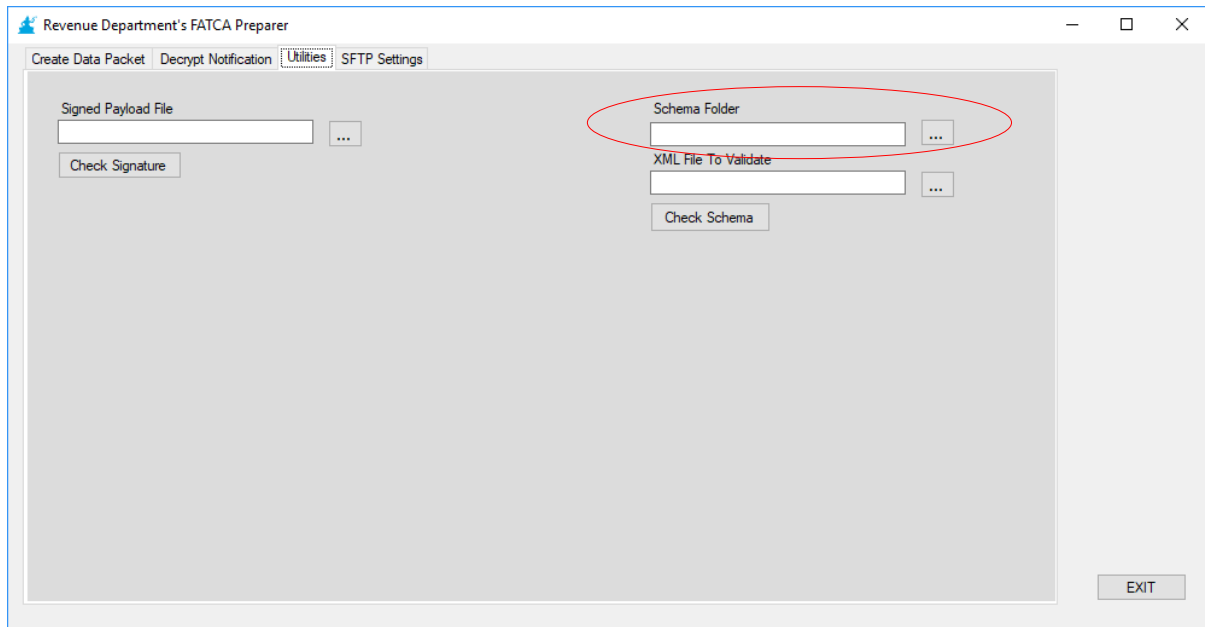 Revenue Department's FATCA Preparer
Create Data Packet Decrypt Notification Utilities SFTP Settings
Signed Payload File
...
Check Signature
Schema Folder
...
XML File To Validate
...
Check Schema
EXIT